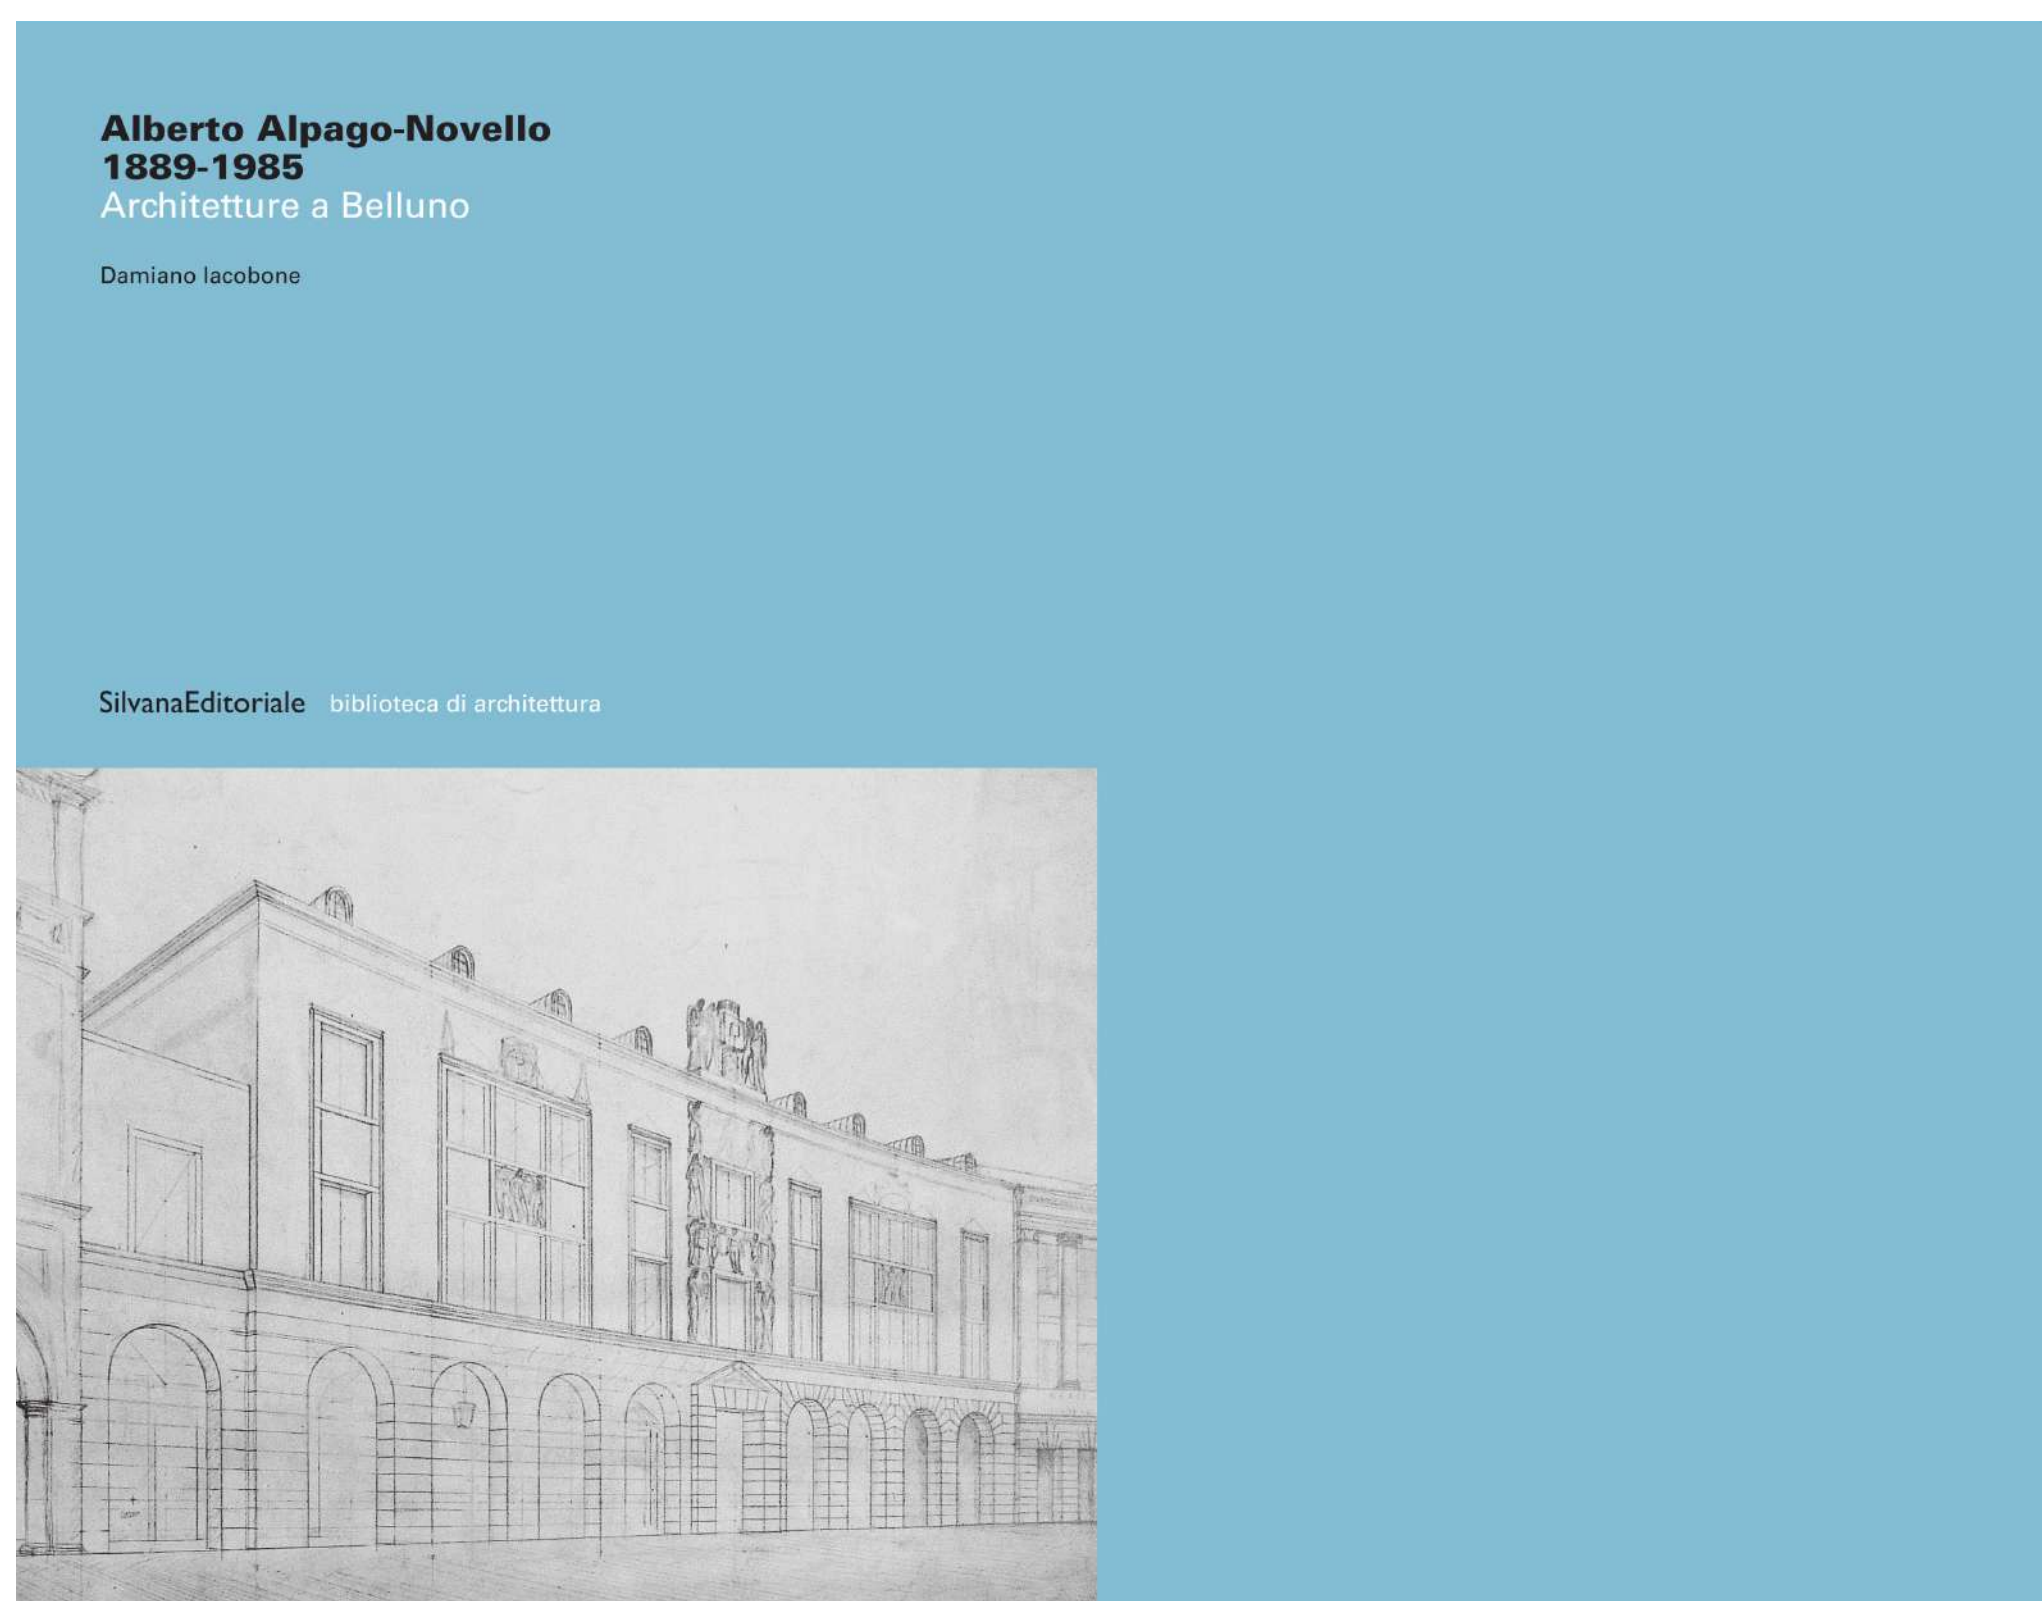 Alberto Alpago-Novello
1889-1985
Architetture a Belluno
Damiano Iacobone
SilvanaEditoriale biblioteca di architettura